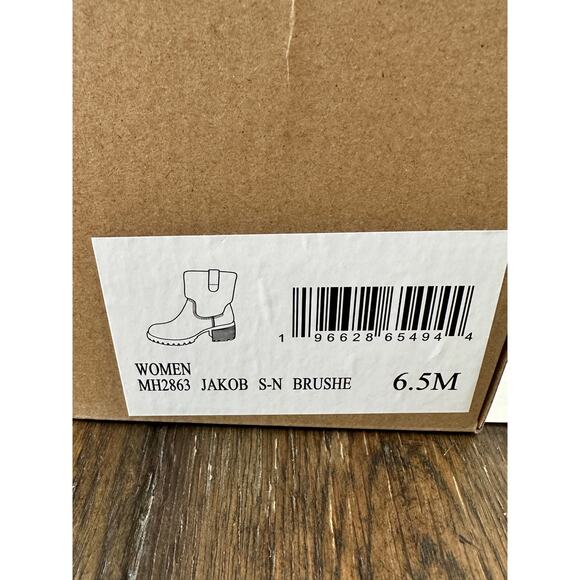 1 96628 65494 4
WOMEN
MH2863 JAKOB S-N BRUSHE 6.5M